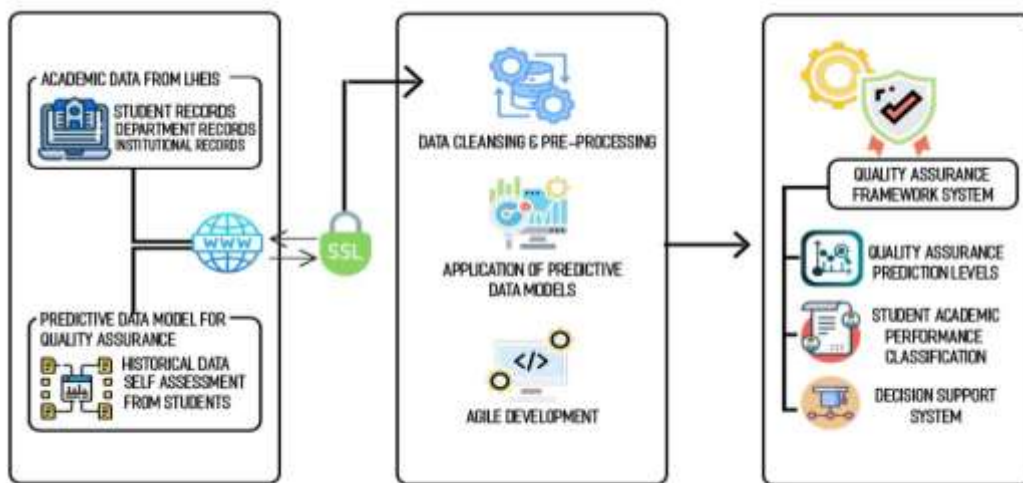 ACADEMIC DATA FROM LHEIS
STUDENT RECORDS
DEPARTMENT RECORDS
INSTITUTIONAL RECORDS
WWW
SSL
PREDICTIVE DATA MODEL FOR
QUALITY ASSURANCE
HISTORICAL DATA
SELF ASSESSMENT
FROM STUDENTS
DATA CLEANSING & PRE-PROCESSING
APPLICATION OF PREDICTIVE
DATA MODELS
</>
AGILE DEVELOPMENT
QUALITY ASSURANCE
FRAMEWORK SYSTEM
QUALITY ASSURANCE
PREDICTION LEVELS
STUDENT ACADEMIC
PERFORMANCE
CLASSIFICATION
DECISION SUPPORT
SYSTEM